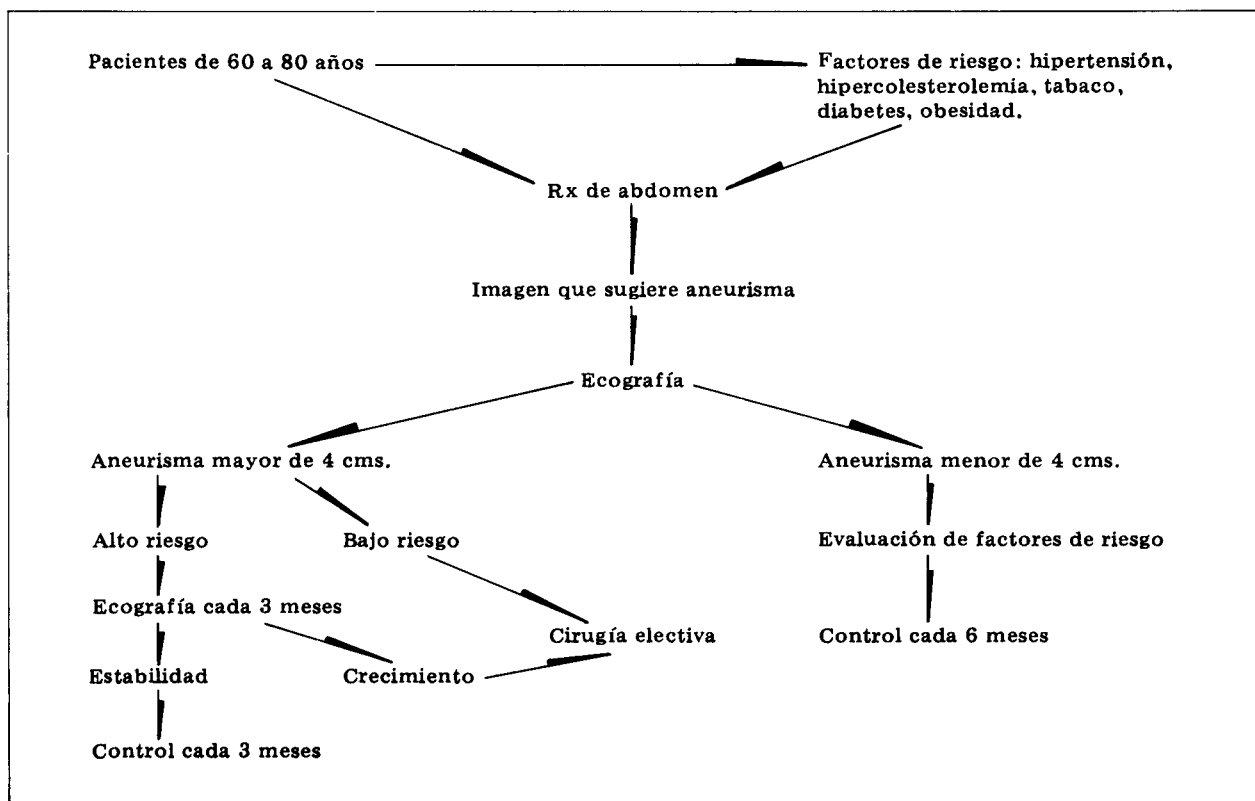 Pacientes de 60 a 80 años
Factores de riesgo: hipertensión,
hipercolesterolemia, tabaco,
diabetes, obesidad.
Rx de abdomen
Imagen que sugiere aneurisma
Ecografía
Aneurisma mayor de 4 cms.
Aneurisma menor de 4 cms.
Alto riesgo
Bajo riesgo
Evaluación de factores de riesgo
Ecografía cada 3 meses
Cirugía electiva
Control cada 6 meses
Estabilidad
Crecimiento
Control cada 3 meses